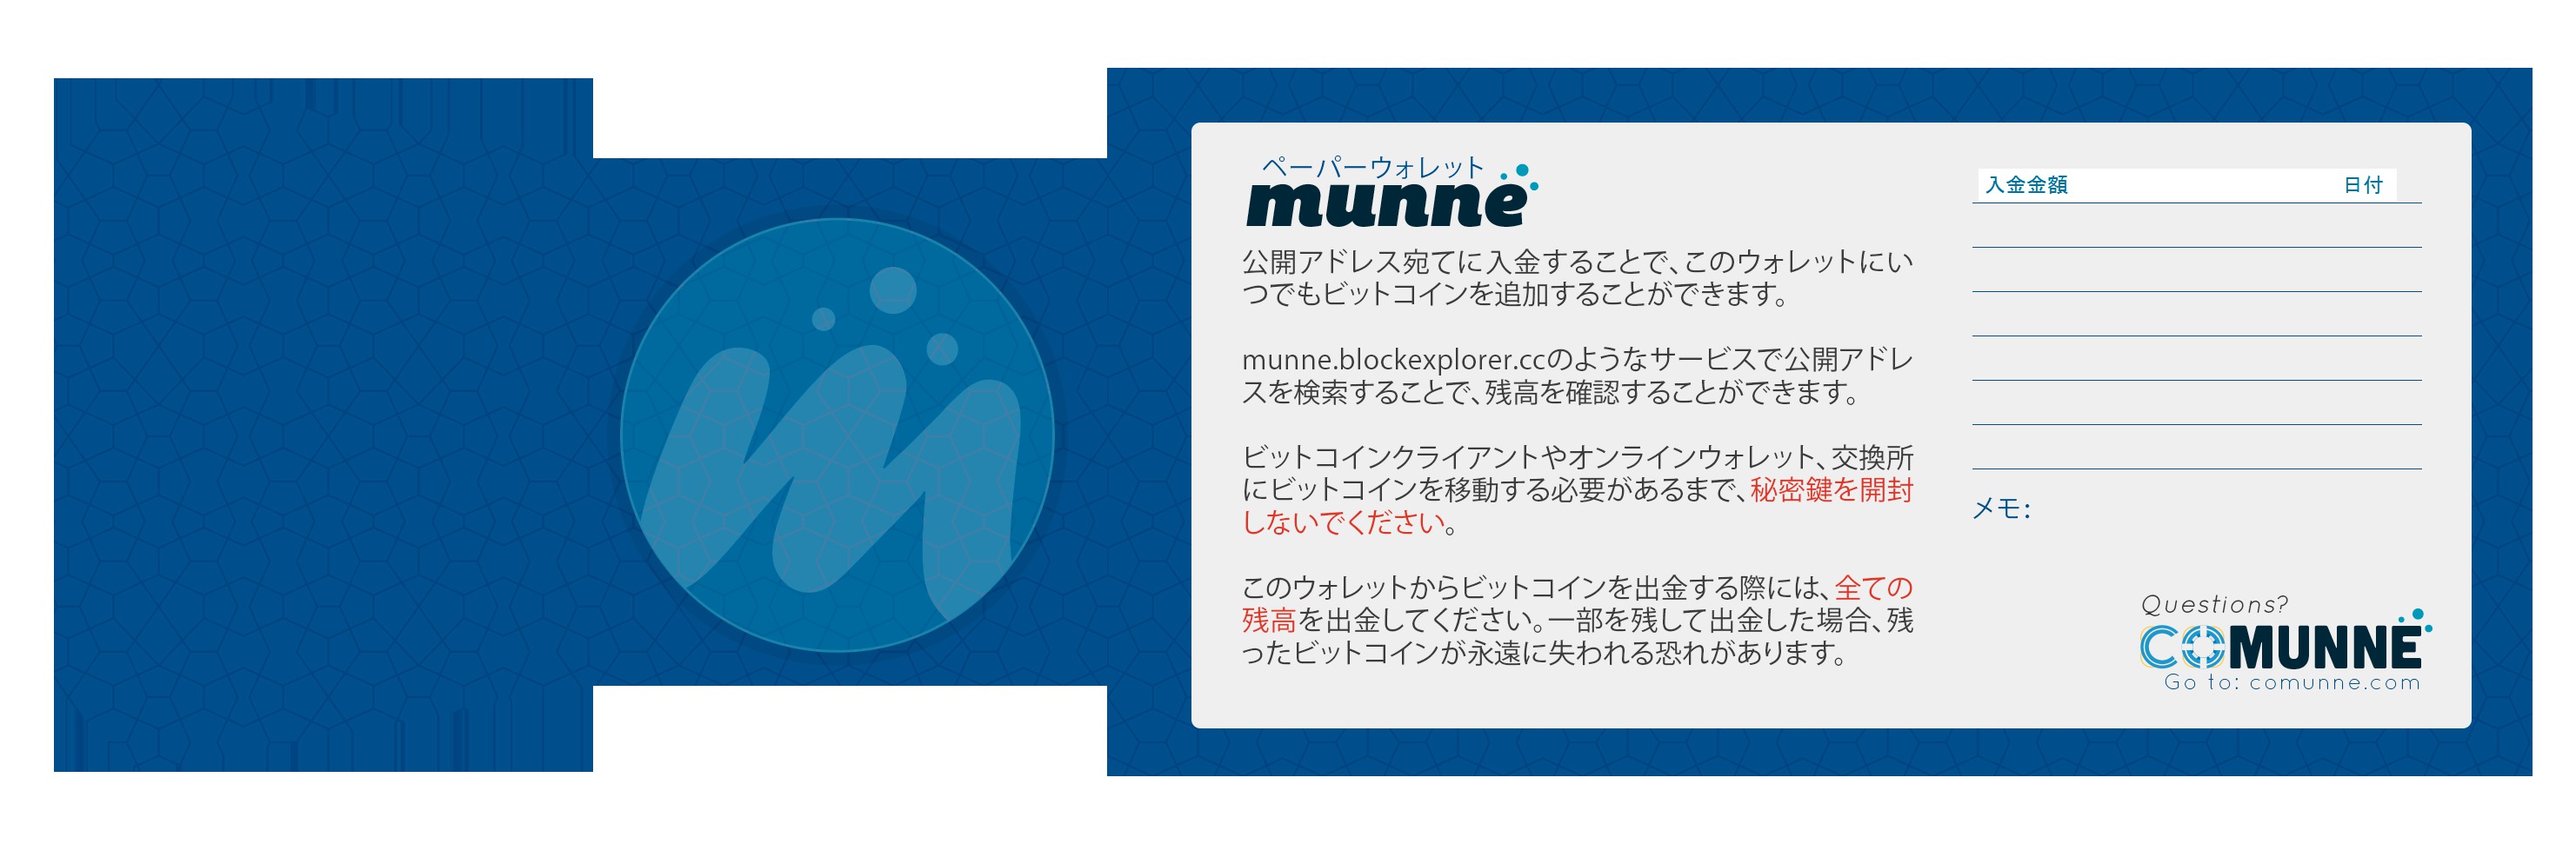 ペーパーウォレット
munne
公開アドレス宛てに入金することで、このウォレットにい
つでもビットコインを追加することができます。
munne.blockexplorer.ccのようなサービスで公開アドレ
スを検索することで、残高を確認することができます。
ビットコインクライアントやオンラインウォレット、交換所
にビットコインを移動する必要があるまで、秘密鍵を開封
しないでください。
このウォレットからビットコインを出金する際には、全ての
残高を出金してください。一部を残して出金した場合、残
ったビットコインが永遠に失われる恐れがあります。
入金金額 日付
メモ:
Questions?
COMUNNE
Go to: comunne.com